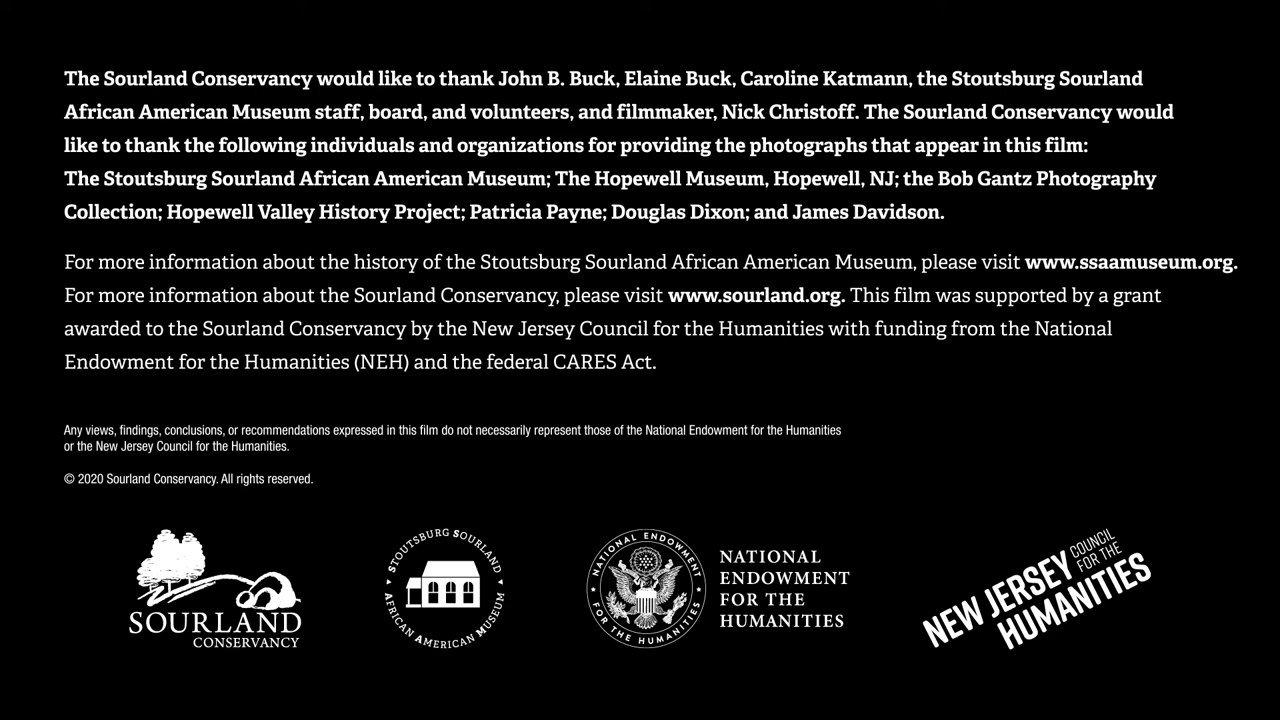 The Sourland Conservancy would like to thank John B. Buck, Elaine Buck, Caroline Katmann, the Stoutsburg Sourland
African American Museum staff, board, and volunteers, and filmmaker, Nick Christoff. The Sourland Conservancy would
like to thank the following individuals and organizations for providing the photographs that appear in this film:
The Stoutsburg Sourland African American Museum; The Hopewell Museum, Hopewell, NJ; the Bob Gantz Photography
Collection; Hopewell Valley History Project; Patricia Payne; Douglas Dixon; and James Davidson.
For more information about the history of the Stoutsburg Sourland African American Museum, please visit www.ssaamuseum.org.
For more information about the Sourland Conservancy, please visit www.sourland.org. This film was supported by a grant
awarded to the Sourland Conservancy by the New Jersey Council for the Humanities with funding from the National
Endowment for the Humanities (NEH) and the federal CARES Act.
Any views, findings, conclusions, or recommendations expressed in this film do not necessarily represent those of the National Endowment for the Humanities
or the New Jersey Council for the Humanities.
© 2020 Sourland Conservancy. All rights reserved.
SOURLAND
CONSERVANCY
STOUTSBURG SOURLAND
AFRICAN AMERICAN MUSEUM
NATIONAL ENDOWMENT
FOR THE HUMANITIES
NATIONAL
ENDOWMENT
FOR THE
HUMANITIES
NEW JERSEY
COUNCIL
FOR THE
HUMANITIES